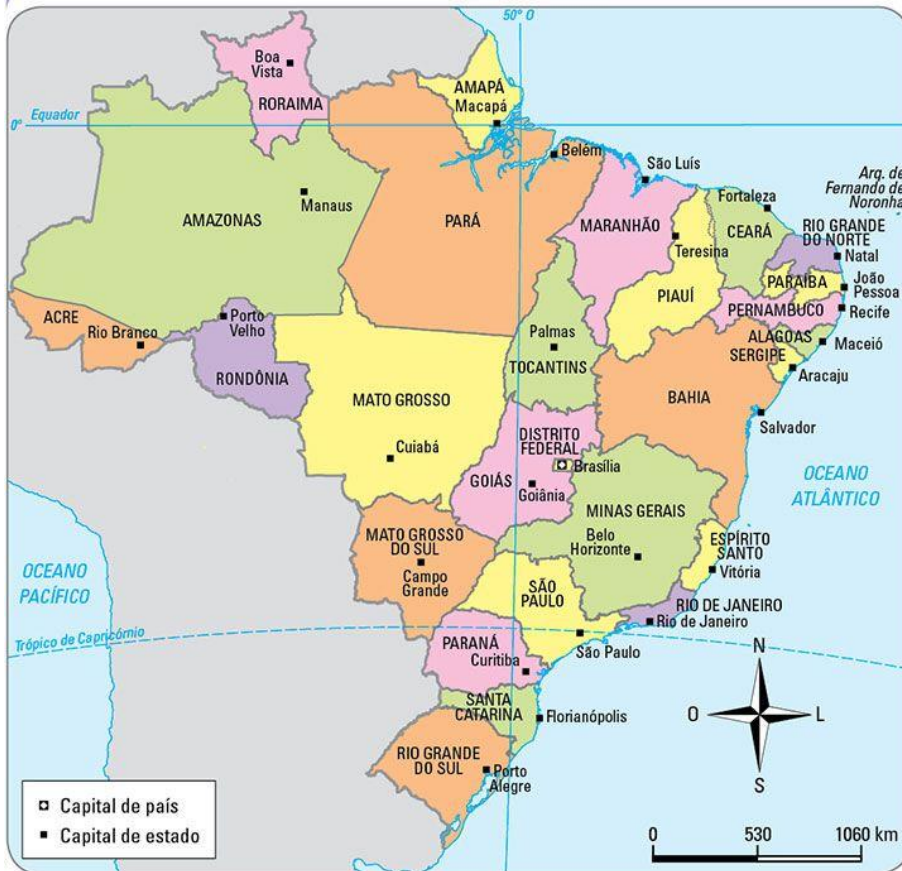 50° O
Boa
Vista
RORAIMA
AMAPÁ
Macapá
Equador
0°
Belém
São Luís
Arq. de
Fernando de
Noronha
Fortaleza
AMAZONAS
Manaus
PARÁ
MARANHÃO
Teresina
CEARÁ
RIO GRANDE
DO NORTE
Natal
PARAÍBA
João
Pessoa
PIAUÍ
PERNAMBUCO
Recife
ACRE
Rio Branco
Porto
Velho
RONDÔNIA
Palmas
TOCANTINS
ALAGOAS
Maceió
SERGIPE
Aracaju
MATO GROSSO
Cuiabá
BAHIA
Salvador
DISTRITO
FEDERAL
Brasília
GOIÁS
Goiânia
OCEANO
ATLÂNTICO
MINAS GERAIS
Belo
Horizonte
MATO GROSSO
DO SUL
Campo
Grande
ESPÍRITO
SANTO
Vitória
OCEANO
PACÍFICO
SÃO
PAULO
RIO DE JANEIRO
Rio de Janeiro
Trópico de Capricórnio
São Paulo
PARANÁ
Curitiba
SANTA
CATARINA
Florianópolis
RIO GRANDE
DO SUL
Porto
Alegre
N
O
L
S
Capital de país
Capital de estado
0
530
1060 km